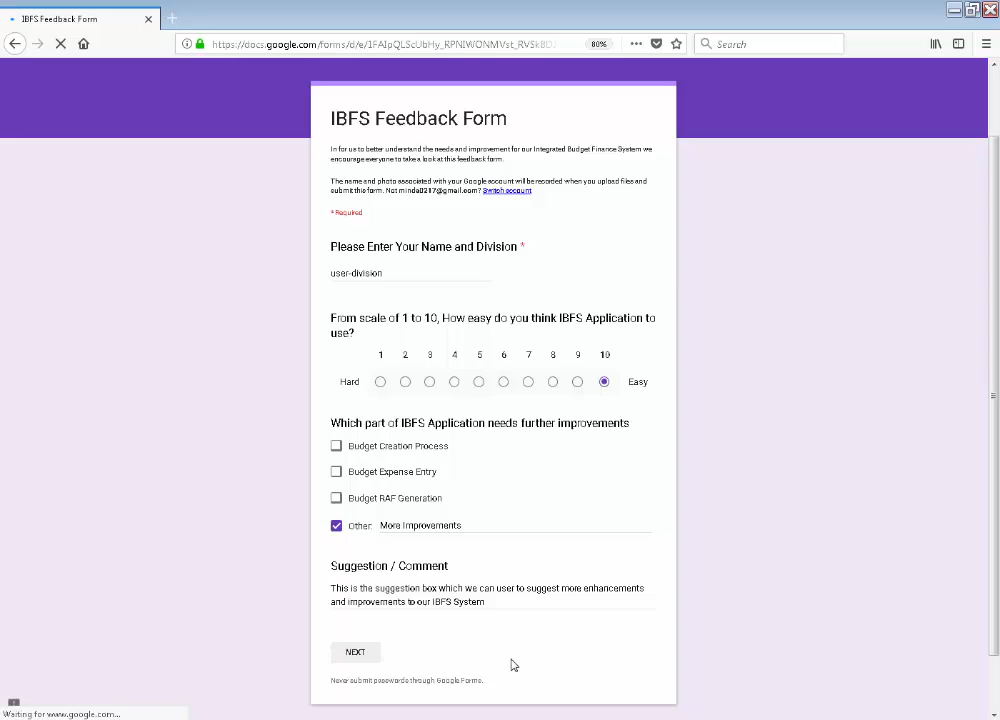 IBFS Feedback Form
https://docs.google.com/forms/d/e/1FAIpQLScUbHy_RPNIWONMVst_RVSkBD
80%
Search
IBFS Feedback Form
In for us to better understand the needs and improvement for our Integrated Budget Finance System we
encourage everyone to take a look at this feedback form.
The name and photo associated with your Google account will be recorded when you upload files and
submit this form. Not minda0217@gmail.com? Switch account
* Required
Please Enter Your Name and Division *
user-division
From scale of 1 to 10, How easy do you think IBFS Application to
use?
1 2 3 4 5 6 7 8 9 10
Hard Easy
Which part of IBFS Application needs further improvements
Budget Creation Process
Budget Expense Entry
Budget RAF Generation
Other: More Improvements
Suggestion / Comment
This is the suggestion box which we can user to suggest more enhancements
and improvements to our IBFS System
NEXT
Never submit passwords through Google Forms.
Waiting for www.google.com...